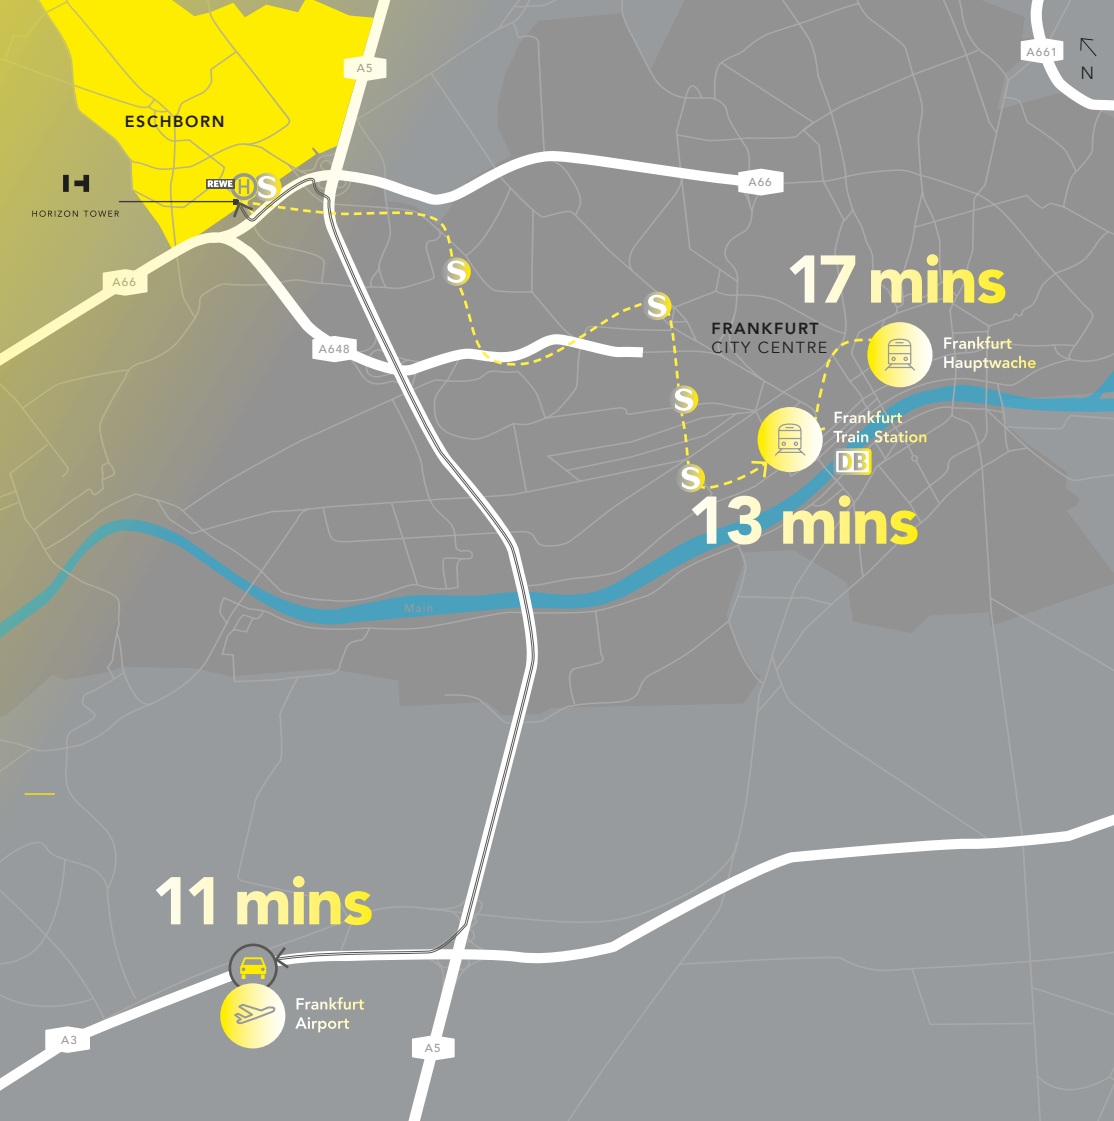 A661
N
A5
ESCHBORN
REWE
H
S
HORIZON TOWER
A66
A66
S
17 mins
S
FRANKFURT
CITY CENTRE
Frankfurt
Hauptwache
A648
S
Frankfurt
Train Station
DB
S
13 mins
Main
11 mins
Frankfurt
Airport
A3
A5